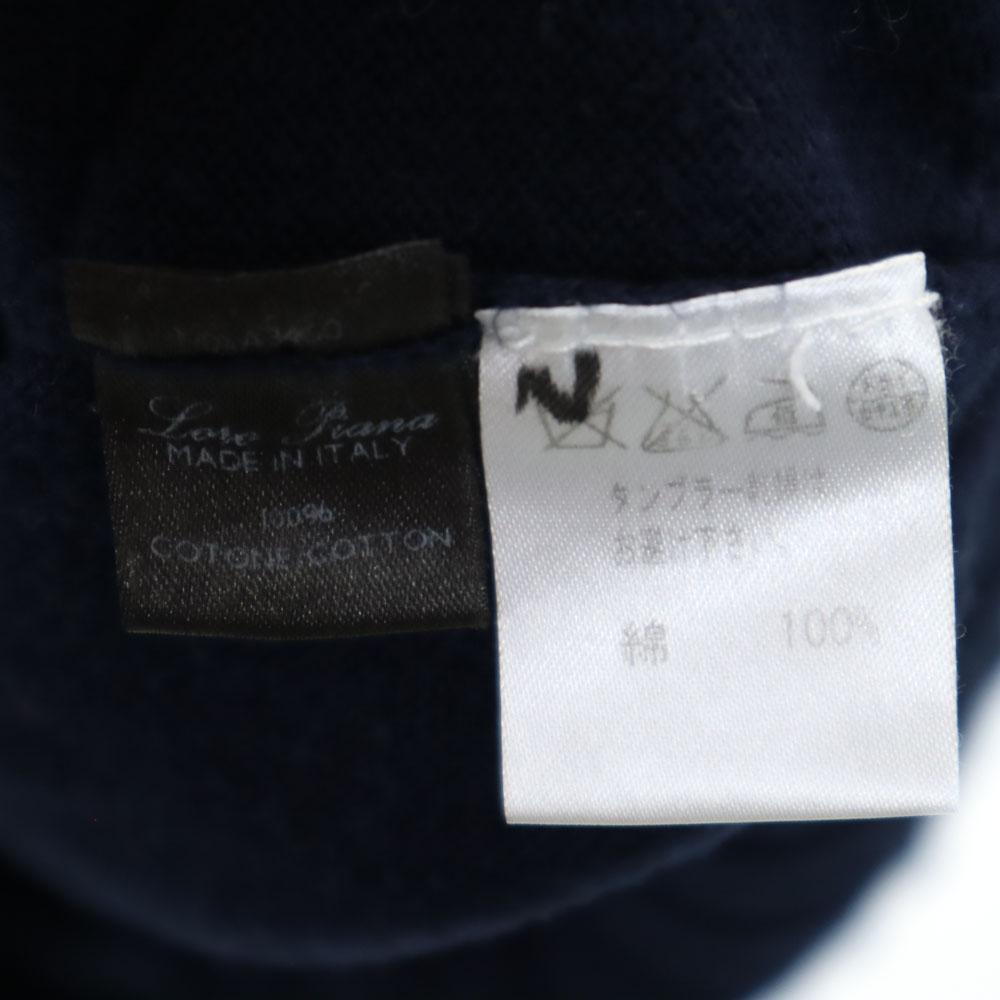 Loro Piana
MADE IN ITALY
100%
COTONE-COTTON
N
タンブラー乾燥は
お避け下さい
綿 100%